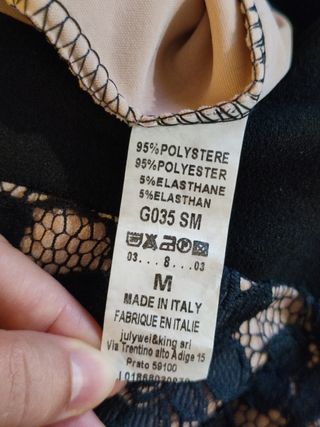 95% POLYSTERE
95% POLYESTER
5% ELASTHANE
5% ELASTHAN
G035 SM
03...8...03
M
MADE IN ITALY
FABRIQUE EN ITALIE
julywei&king srl
Via Trentino alto Adige 15
Prato 59100